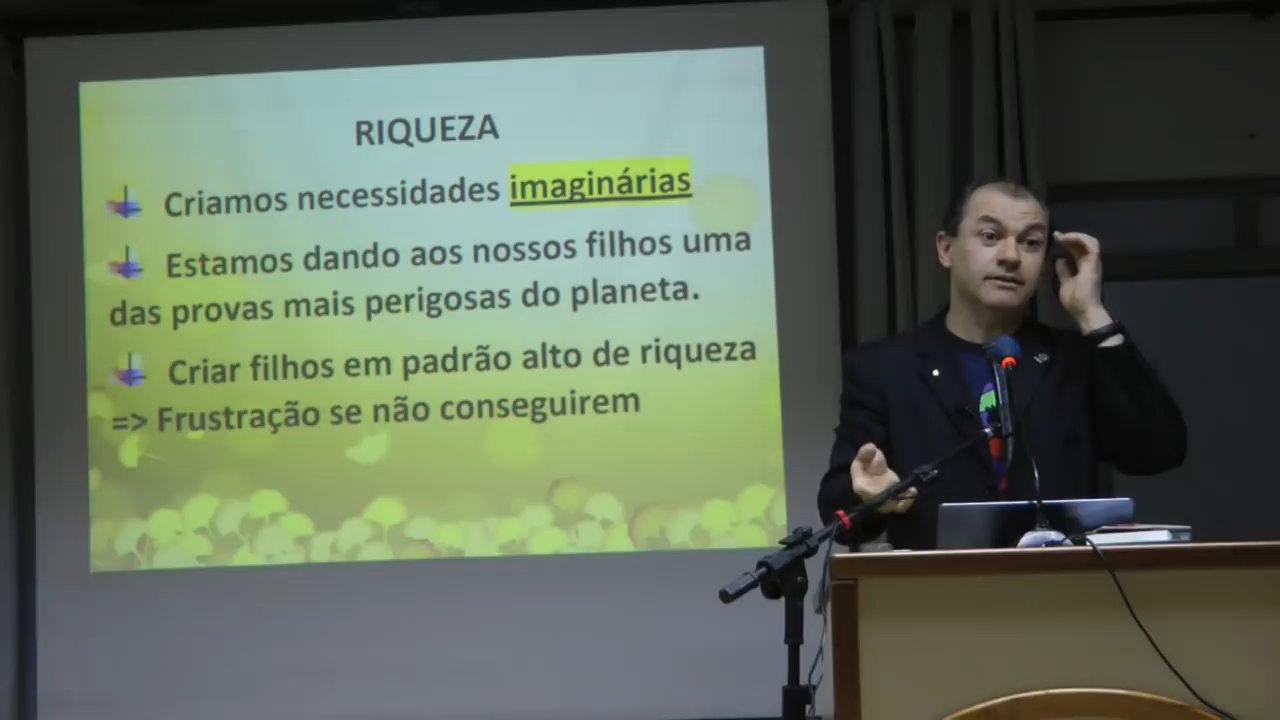 RIQUEZA
Criamos necessidades imaginárias
Estamos dando aos nossos filhos uma
das provas mais perigosas do planeta.
Criar filhos em padrão alto de riqueza
=> Frustração se não conseguirem